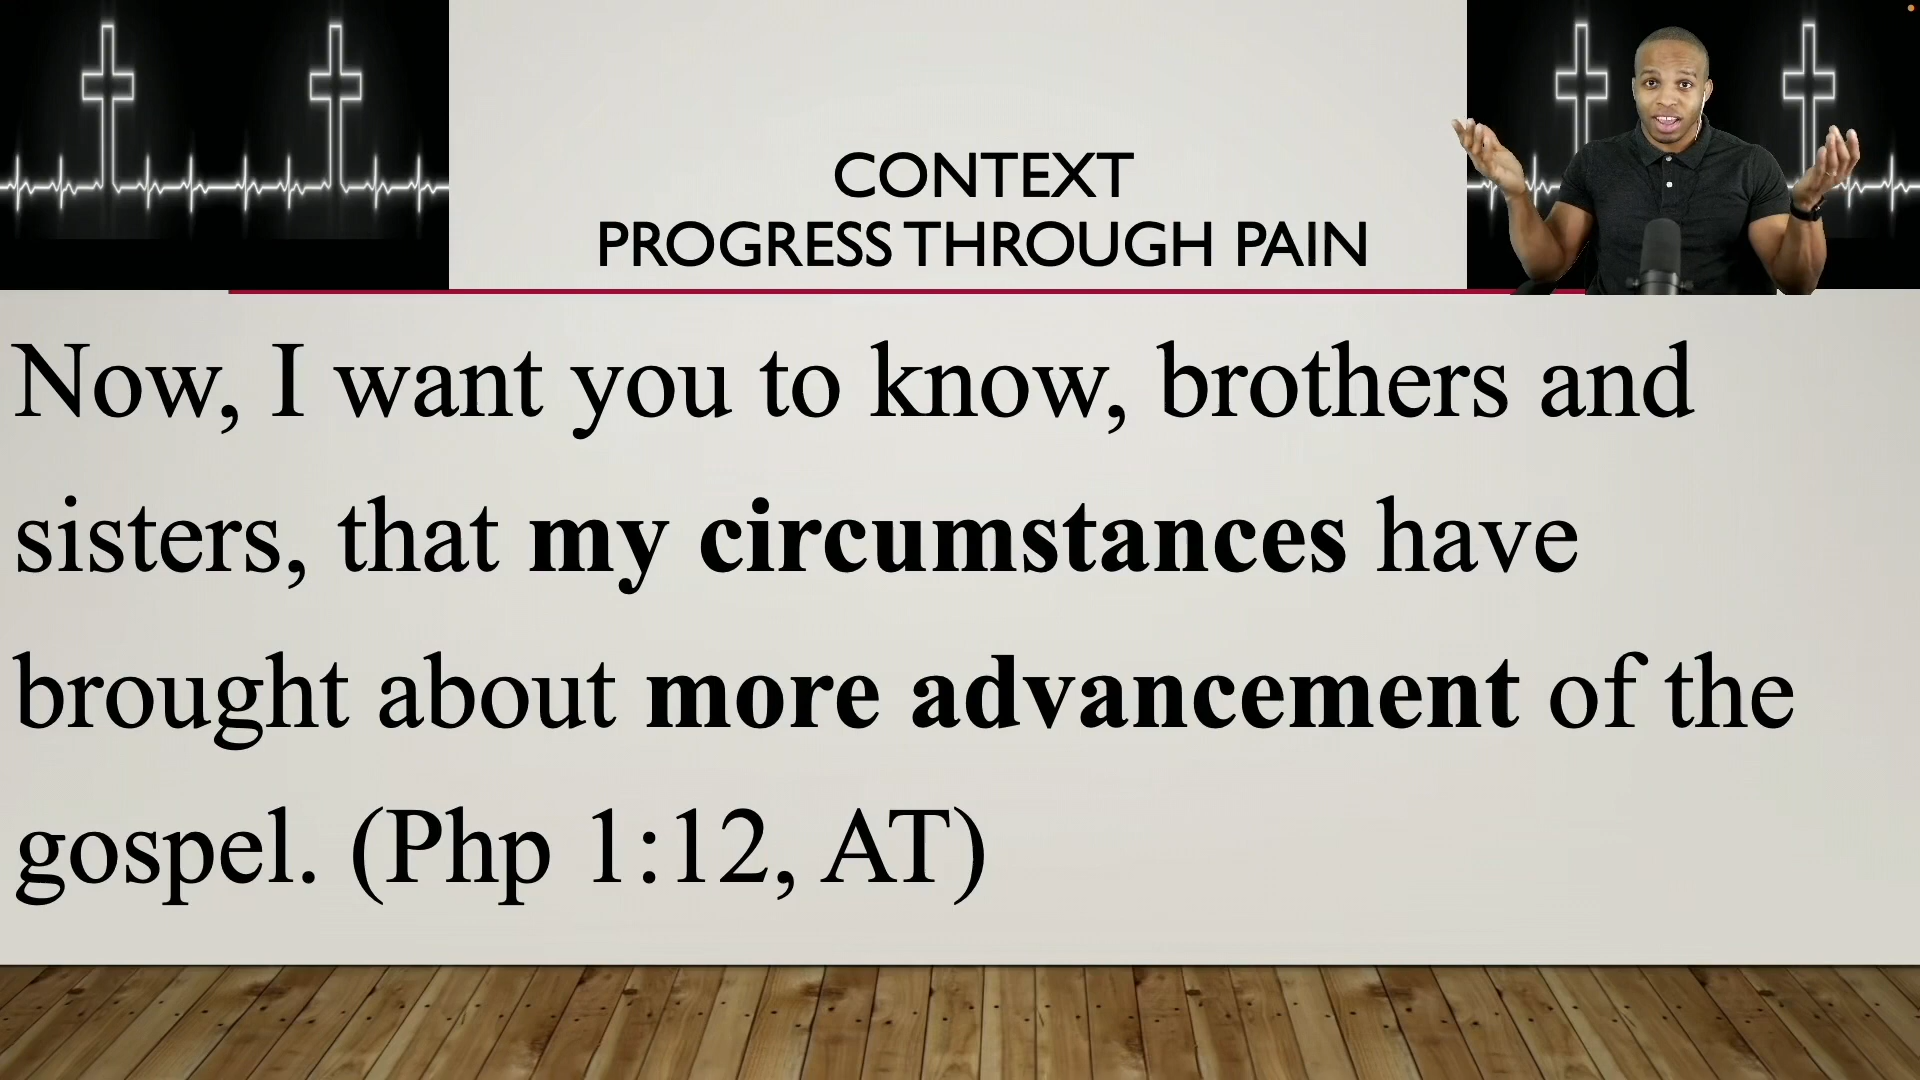 CONTEXT
PROGRESS THROUGH PAIN
Now, I want you to know, brothers and
sisters, that my circumstances have
brought about more advancement of the
gospel. (Php 1:12, AT)